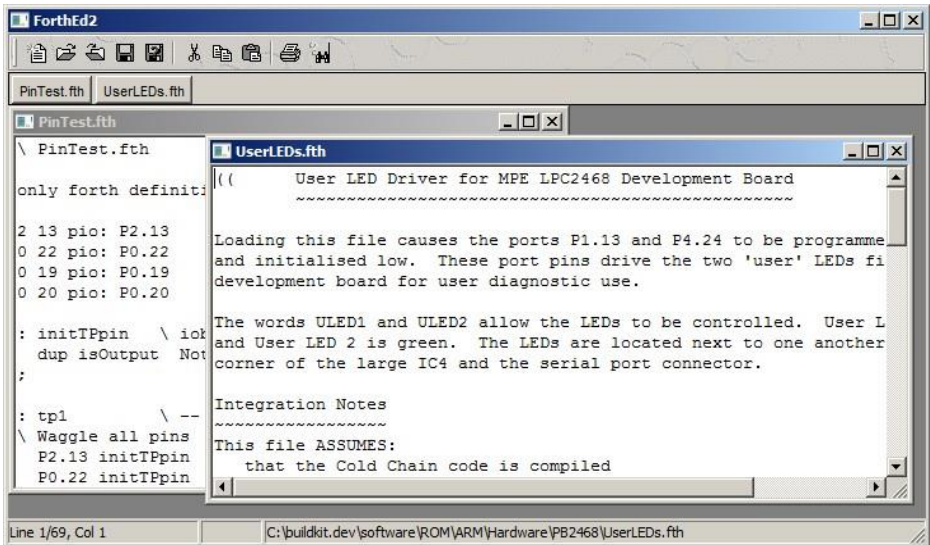 ForthEd2
PinTest.fth UserLEDs.fth
PinTest.fth
\ PinTest.fth
only forth definiti
2 13 pio: P2.13
0 22 pio: P0.22
0 19 pio: P0.19
0 20 pio: P0.20
: initTPpin \ iob
dup isOutput Not
;
: tp1 \ --
\ Waggle all pins
P2.13 initTPpin
P0.22 initTPpin
UserLEDs.fth
(( User LED Driver for MPE LPC2468 Development Board
~~~~~~~~~~~~~~~~~~~~~~~~~~~~~~~~~~~~~~~~~~~~~~~~~
Loading this file causes the ports P1.13 and P4.24 to be programme
and initialised low. These port pins drive the two 'user' LEDs fi
development board for user diagnostic use.
The words ULED1 and ULED2 allow the LEDs to be controlled. User L
and User LED 2 is green. The LEDs are located next to one another
corner of the large IC4 and the serial port connector.
Integration Notes
~~~~~~~~~~~~~~~~~
This file ASSUMES:
that the Cold Chain code is compiled
Line 1/69, Col 1
C:\buildkit.dev\software\ROM\ARM\Hardware\PB2468\UserLEDs.fth